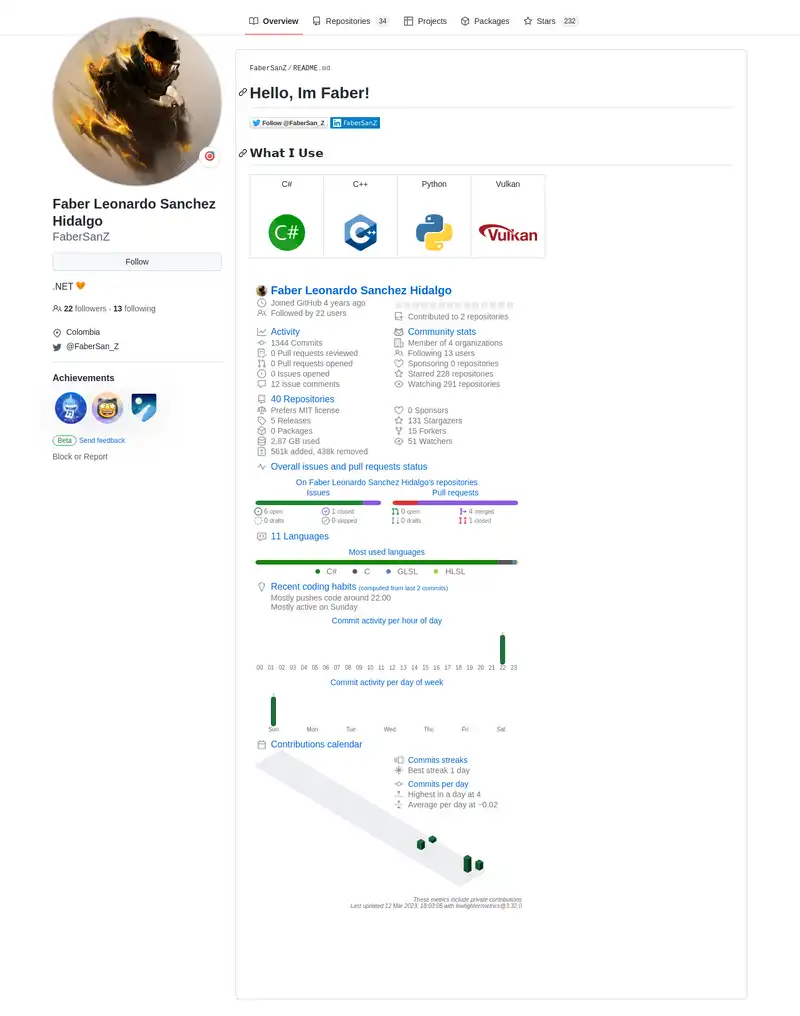 Overview
Repositories 34
Projects
Packages
Stars 232
Faber Leonardo Sanchez
Hidalgo
FaberSanZ
Follow
.NET 🧡
22 followers · 13 following
Colombia
@FaberSan_Z
Achievements
Beta Send feedback
Block or Report
FaberSanZ/README.md
Hello, Im Faber!
Follow @FaberSan_Z
in FaberSanZ
What I Use
C# C++ Python Vulkan
C# C++ Vulkan
Faber Leonardo Sanchez Hidalgo
Joined GitHub 4 years ago
Followed by 22 users
Contributed to 2 repositories
Activity
1344 Commits
0 Pull requests reviewed
0 Pull requests opened
0 Issues opened
12 issue comments
Community stats
Member of 4 organizations
Following 13 users
Sponsoring 0 repositories
Starred 228 repositories
Watching 291 repositories
40 Repositories
Prefers MIT license
5 Releases
0 Packages
2.87 GB used
561k added, 438k removed
0 Sponsors
131 Stargazers
15 Forkers
51 Watchers
Overall issues and pull requests status
On Faber Leonardo Sanchez Hidalgo's repositories
Issues
6 open 1 closed
0 drafts 0 skipped
Pull requests
0 open 4 merged
0 drafts 1 closed
11 Languages
Most used languages
C# C GLSL HLSL
Recent coding habits (computed from last 2 commits)
Mostly pushes code around 22:00
Mostly active on Sunday
Commit activity per hour of day
00 01 02 03 04 05 06 07 08 09 10 11 12 13 14 15 16 17 18 19 20 21 22 23
Commit activity per day of week
Sun Mon Tue Wed Thu Fri Sat
Contributions calendar
Commits streaks
Best streak 1 day
Commits per day
Highest in a day at 4
Average per day at ~0.02
These metrics include private contributions
Last updated 12 Mar 2023, 18:03:05 with lowlighter/metrics@3.32.0